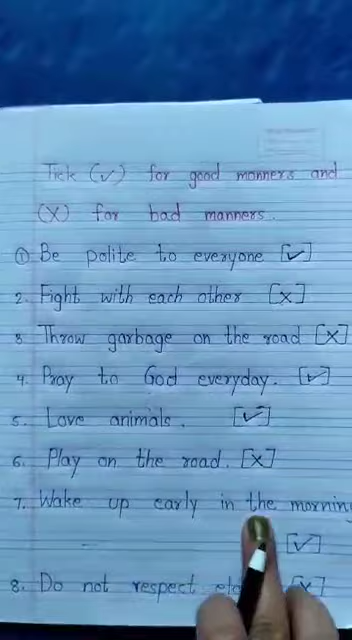 Tick (✓) for good manners and
(X) for bad manners.
① Be polite to everyone [✓]
2. Fight with each other [X]
3. Throw garbage on the road [X]
4. Pray to God everyday. [✓]
5. Love animals. [✓]
6. Play on the road. [X]
7. Wake up early in the morning
[✓]
8. Do not respect [X]